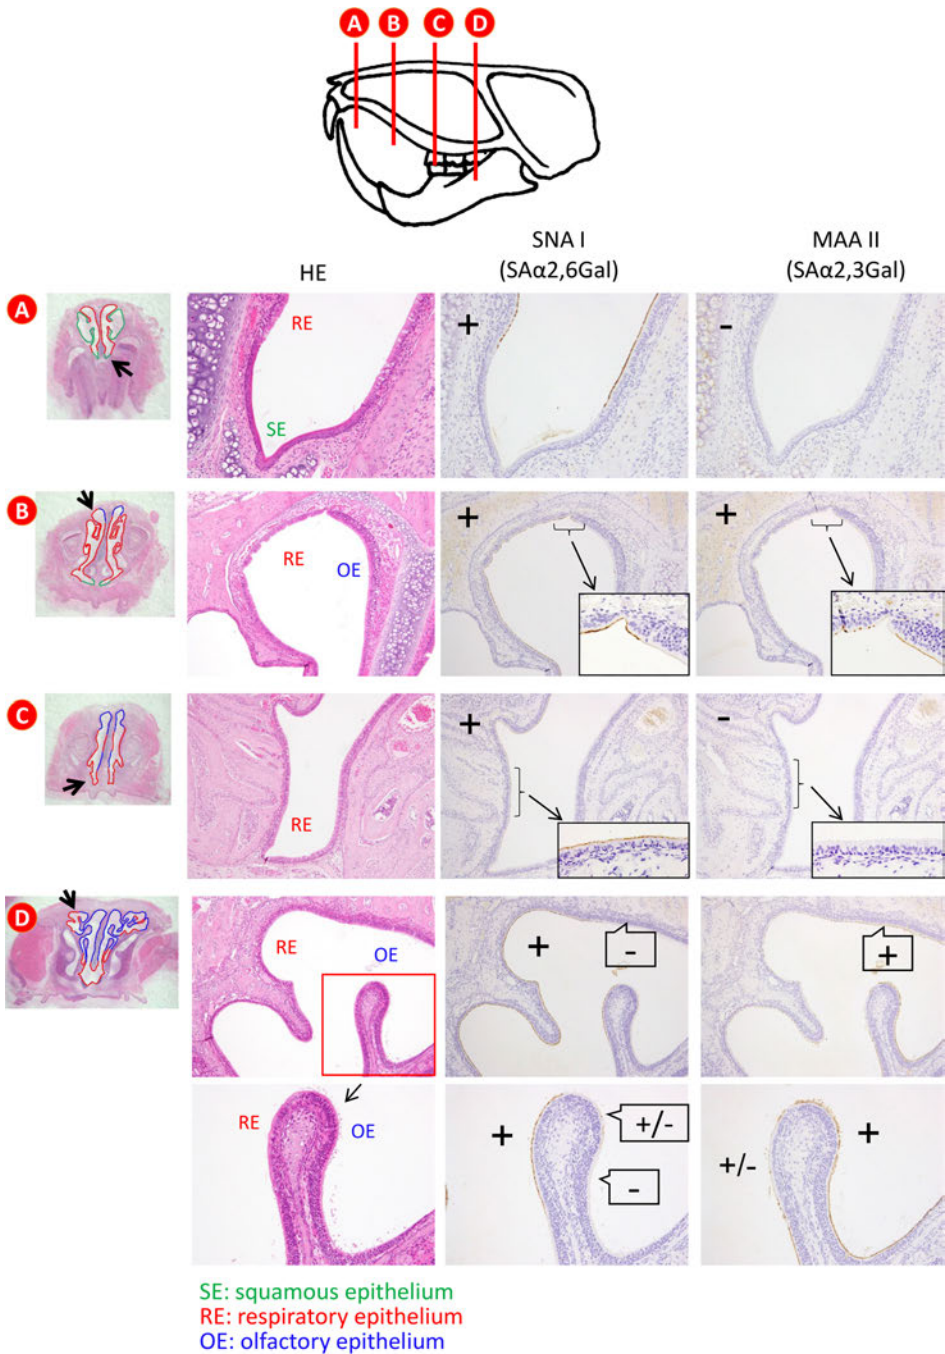 A B C D
HE
SNA I
(SAα2,6Gal)
MAA II
(SAα2,3Gal)
A
RE
SE
+
-
B
RE
OE
+
+
C
RE
+
-
D
RE
OE
+
-
+
RE
OE
+
+/-
-
+/-
+
SE: squamous epithelium
RE: respiratory epithelium
OE: olfactory epithelium